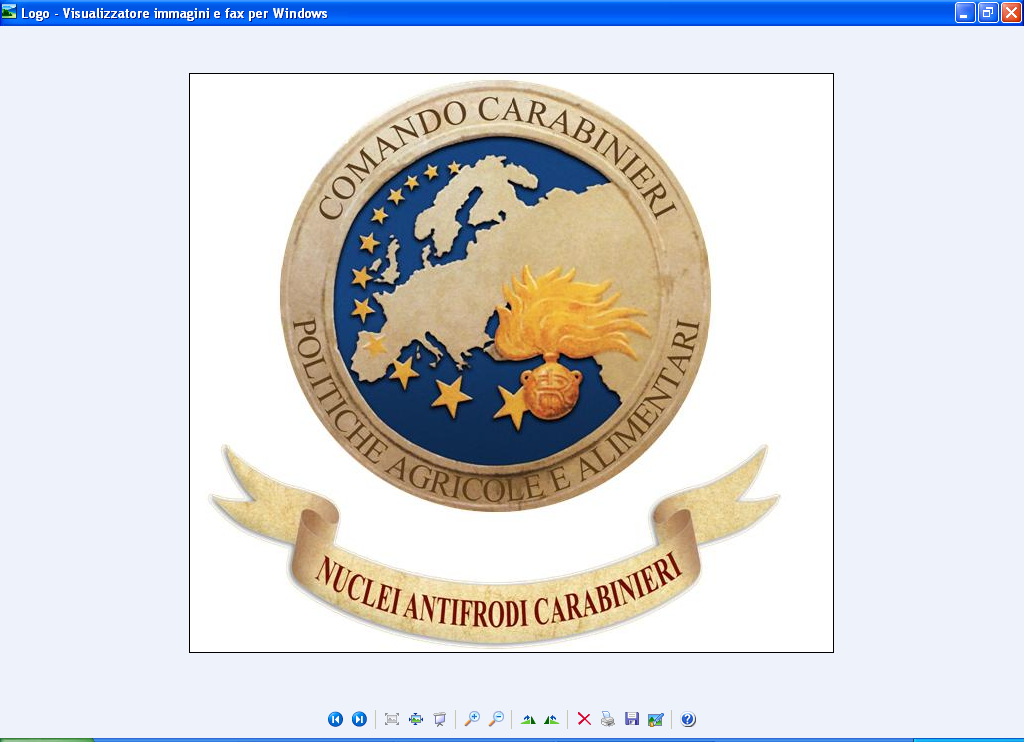 Logo - Visualizzatore immagini e fax per Windows
COMANDO CARABINIERI
POLITICHE AGRICOLE E ALIMENTARI
NUCLEI ANTIFRODI CARABINIERI